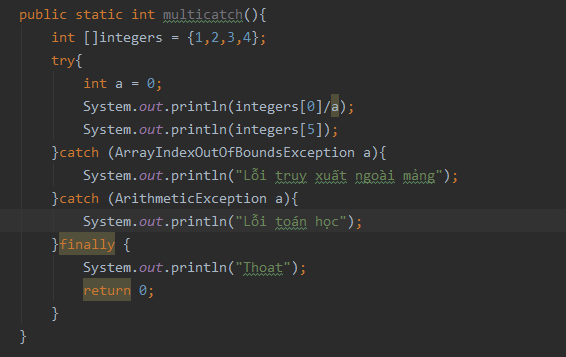 public static int multicatch(){
    int []integers = {1,2,3,4};
    try{
        int a = 0;
        System.out.println(integers[0]/a);
        System.out.println(integers[5]);
    }catch (ArrayIndexOutOfBoundsException a){
        System.out.println("Lỗi truy xuất ngoài mảng");
    }catch (ArithmeticException a){
        System.out.println("Lỗi toán học");
    }finally {
        System.out.println("Thoat");
        return 0;
    }
}